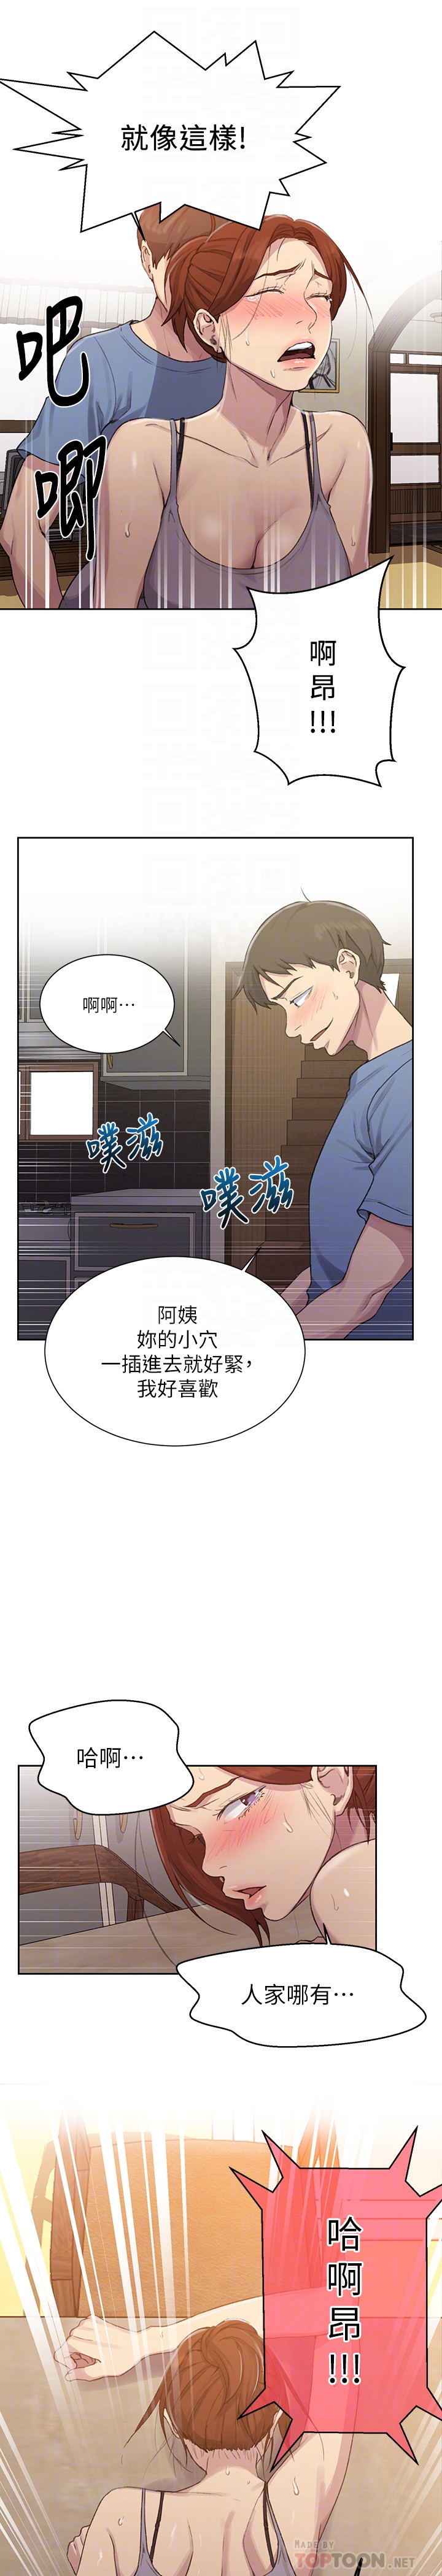 就像這樣!
吧唧
啊昂!!!
啊啊…
噗滋
噗滋
阿姨
妳的小穴
一插進去就好緊,
我好喜歡
哈啊…
人家哪有…
哈啊昂!!!
MADE BY
TOPTOON.NET